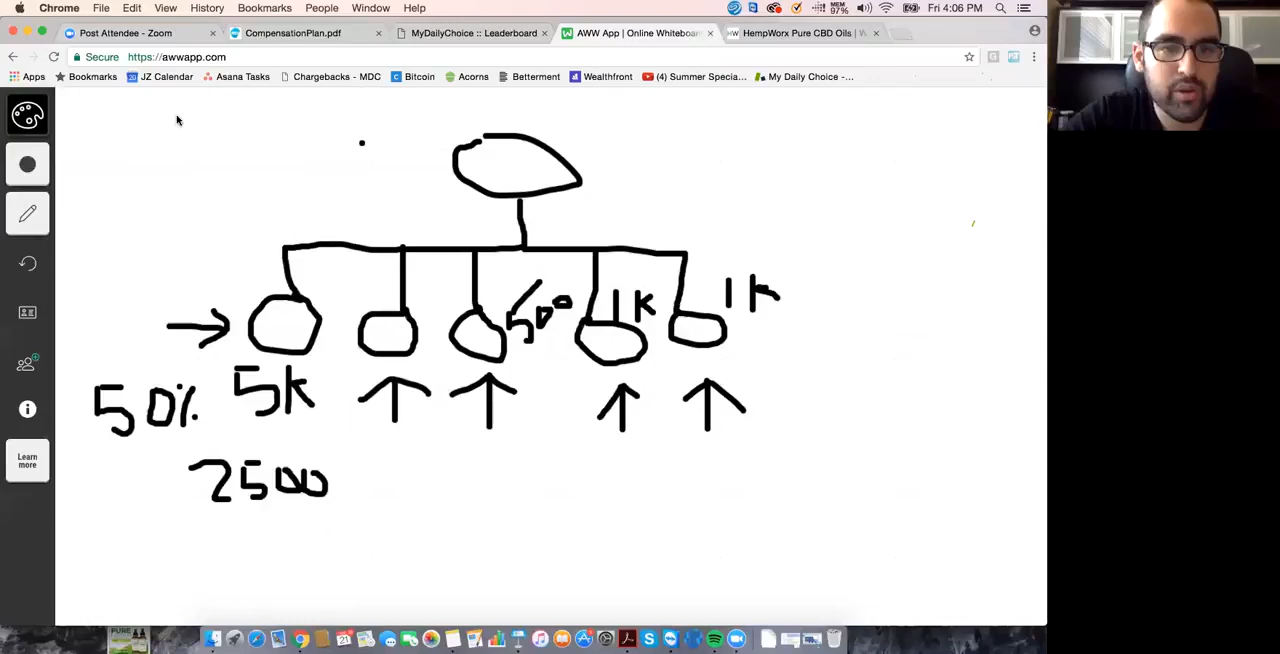 Chrome File Edit View History Bookmarks People Window Help
MEM 97% Fri 4:06 PM
Post Attendee - Zoom
CompensationPlan.pdf
MyDailyChoice :: Leaderboard
AWW App | Online Whiteboa
HempWorx Pure CBD Oils |
Secure https://awwapp.com
Apps Bookmarks JZ Calendar Asana Tasks Chargebacks - MDC Bitcoin Acorns Betterment Wealthfront (4) Summer Specia... My Daily Choice -...
1K
500 1K
50% 5K
2500
Learn more
PURE